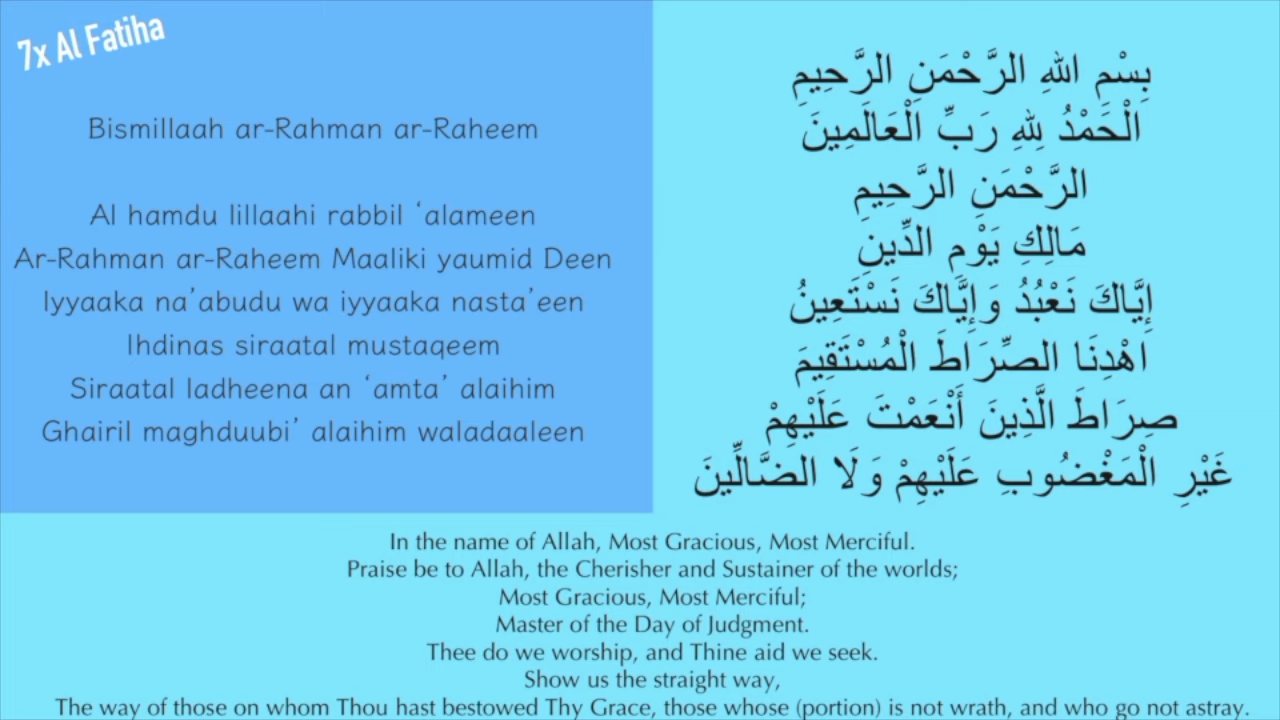 7x Al Fatiha
Bismillaah ar-Rahman ar-Raheem
Al hamdu lillaahi rabbil ‘alameen
Ar-Rahman ar-Raheem Maaliki yaumid Deen
Iyyaaka na’abudu wa iyyaaka nasta’een
Ihdinas siraatal mustaqeem
Siraatal ladheena an ‘amta’ alaihim
Ghairil maghduubi’ alaihim waladaaleen
بِسْمِ اللهِ الرَّحْمَنِ الرَّحِيمِ
الْحَمْدُ لِلهِ رَبِّ الْعَالَمِينَ
الرَّحْمَنِ الرَّحِيمِ
مَالِكِ يَوْمِ الدِّينِ
إِيَّاكَ نَعْبُدُ وَإِيَّاكَ نَسْتَعِينُ
اهْدِنَا الصِّرَاطَ الْمُسْتَقِيمَ
صِرَاطَ الَّذِينَ أَنْعَمْتَ عَلَيْهِمْ
غَيْرِ الْمَغْضُوبِ عَلَيْهِمْ وَلَا الضَّالِّينَ
In the name of Allah, Most Gracious, Most Merciful.
Praise be to Allah, the Cherisher and Sustainer of the worlds;
Most Gracious, Most Merciful;
Master of the Day of Judgment.
Thee do we worship, and Thine aid we seek.
Show us the straight way,
The way of those on whom Thou hast bestowed Thy Grace, those whose (portion) is not wrath, and who go not astray.